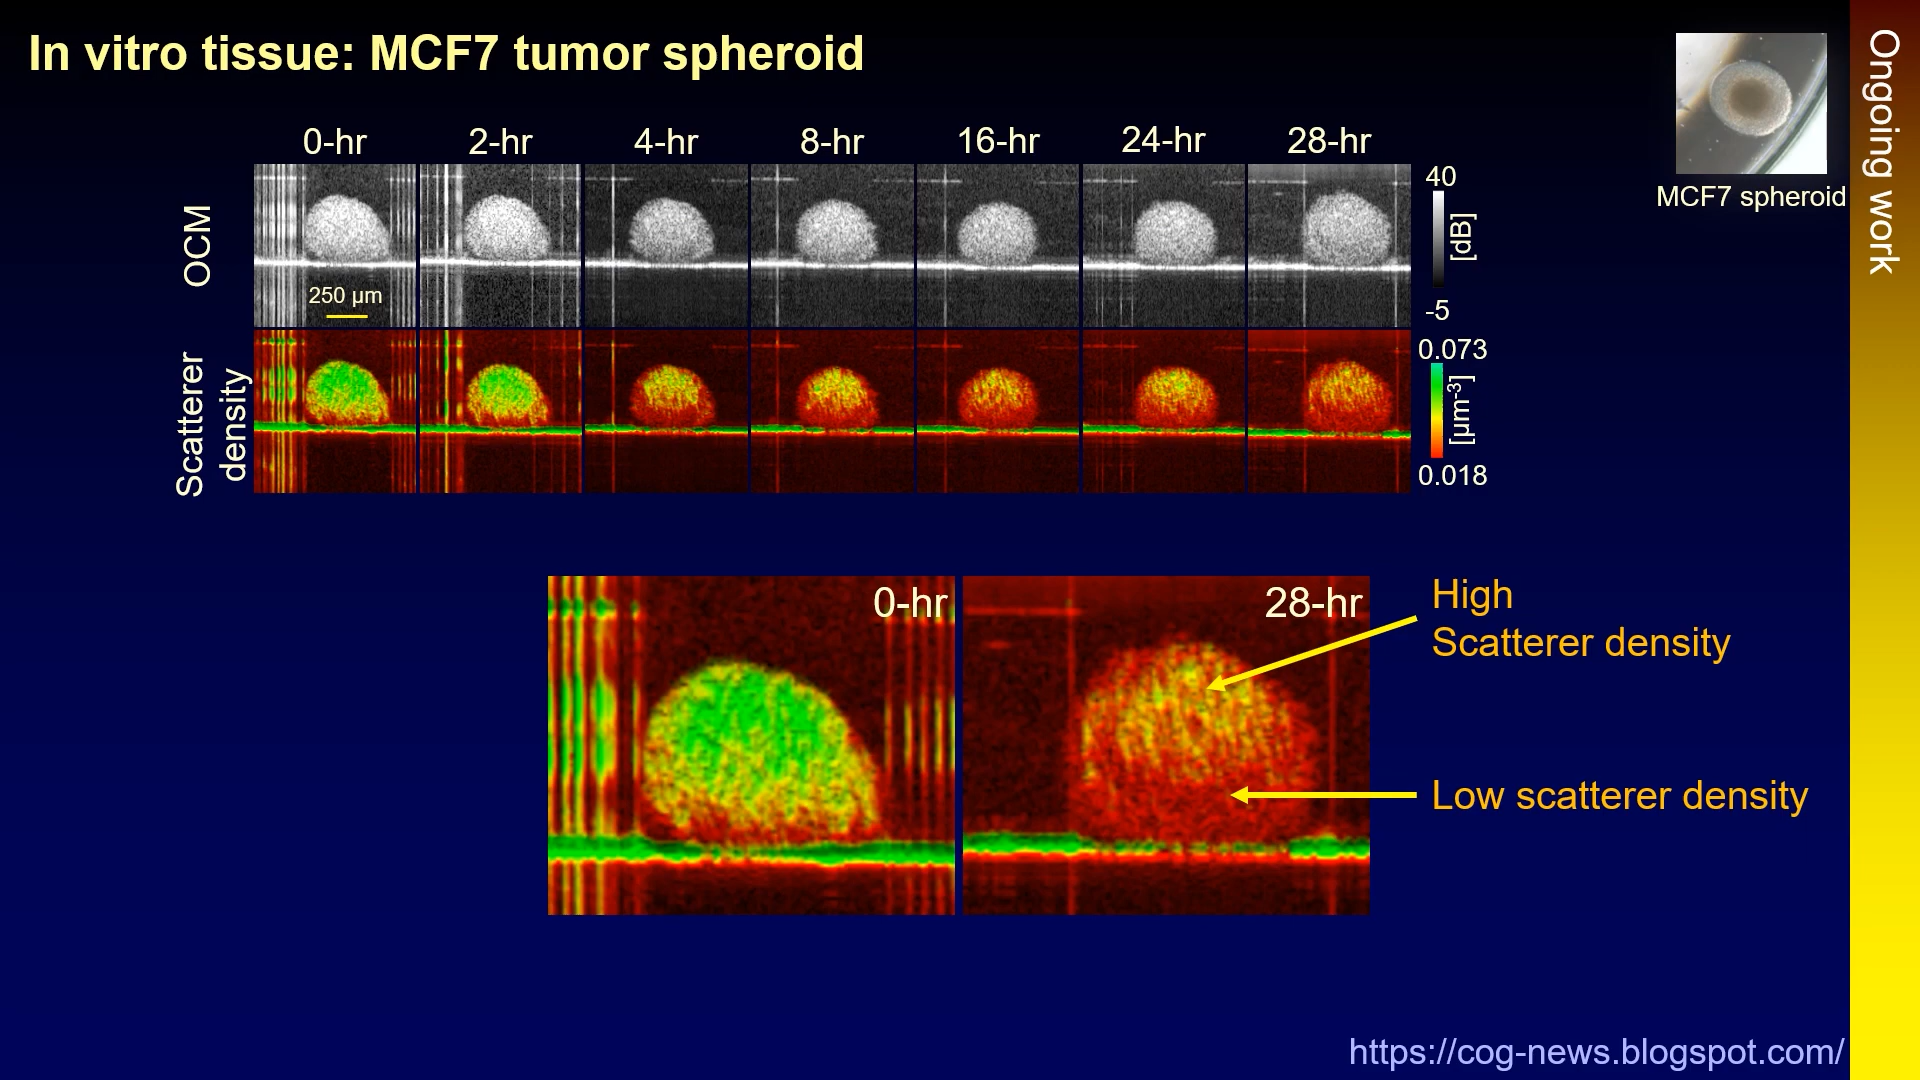 In vitro tissue: MCF7 tumor spheroid
Ongoing work
MCF7 spheroid
0-hr
2-hr
4-hr
8-hr
16-hr
24-hr
28-hr
OCM
250 μm
40
[dB]
-5
Scatterer
density
0.073
[μm⁻³]
0.018
0-hr
28-hr
High
Scatterer density
Low scatterer density
https://cog-news.blogspot.com/